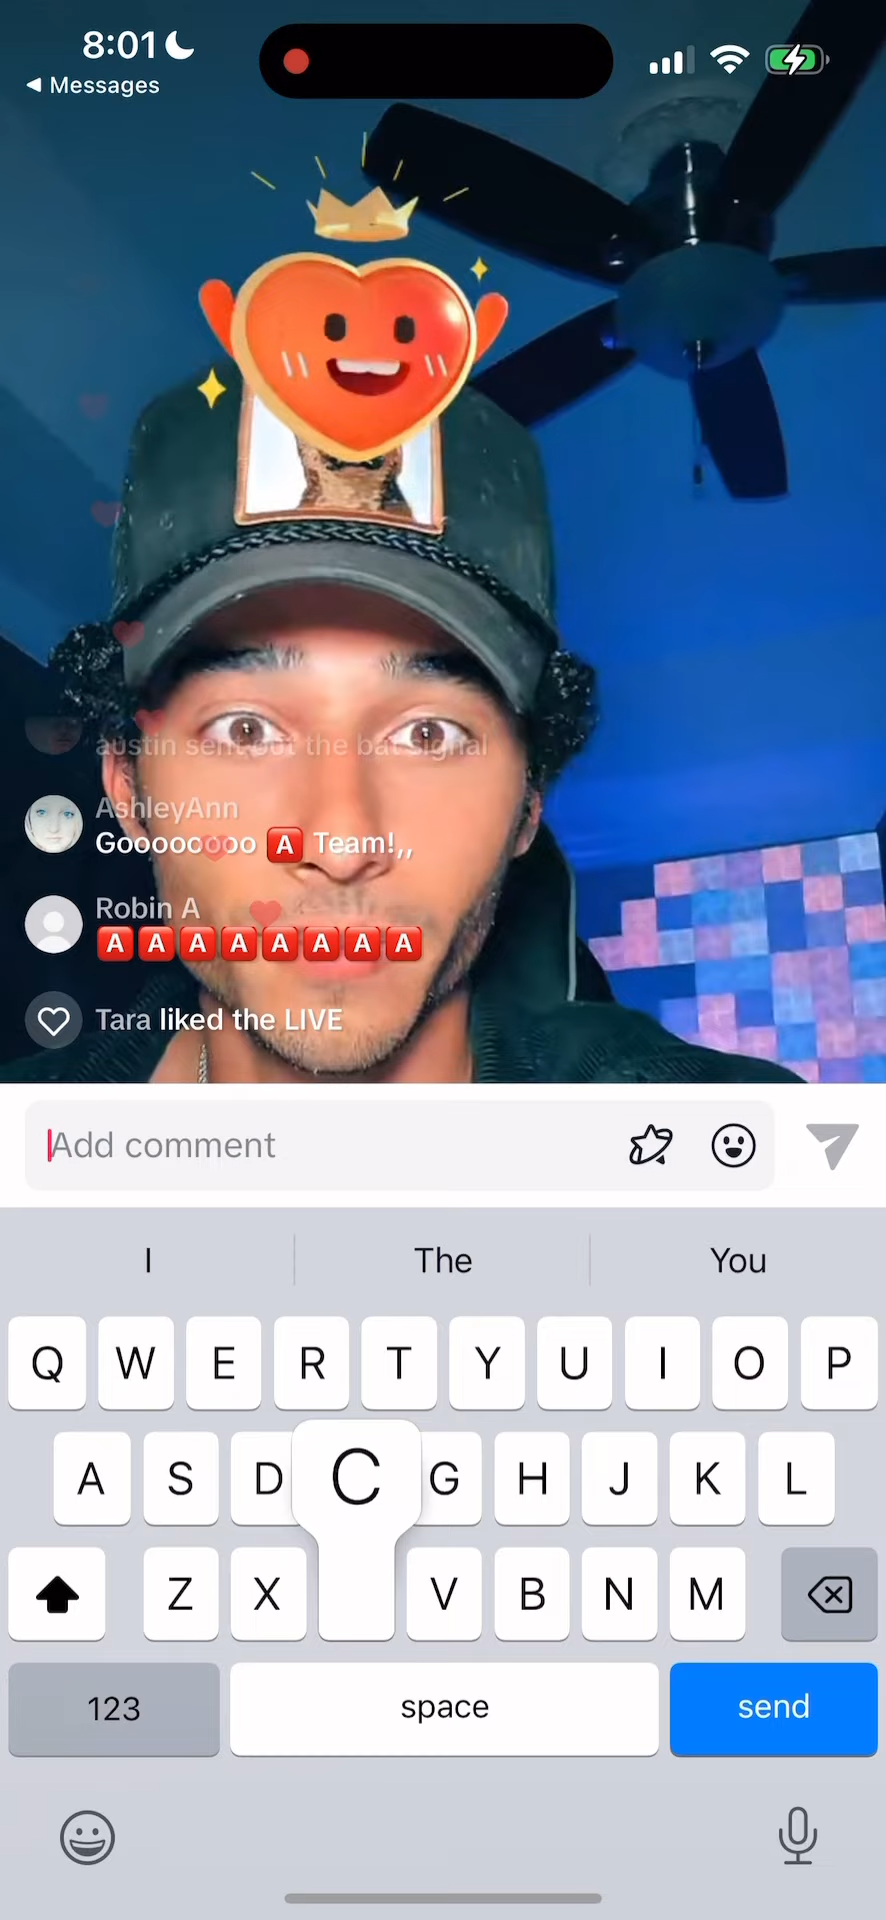 8:01
Messages
austin sent out the bat signal
AshleyAnn
Gooooooooo 🅰️ Team!,,
Robin A
🅰️🅰️🅰️🅰️🅰️🅰️🅰️🅰️
Tara liked the LIVE
Add comment
I The You
Q W E R T Y U I O P
A S D C G H J K L
Z X V B N M
123 space send